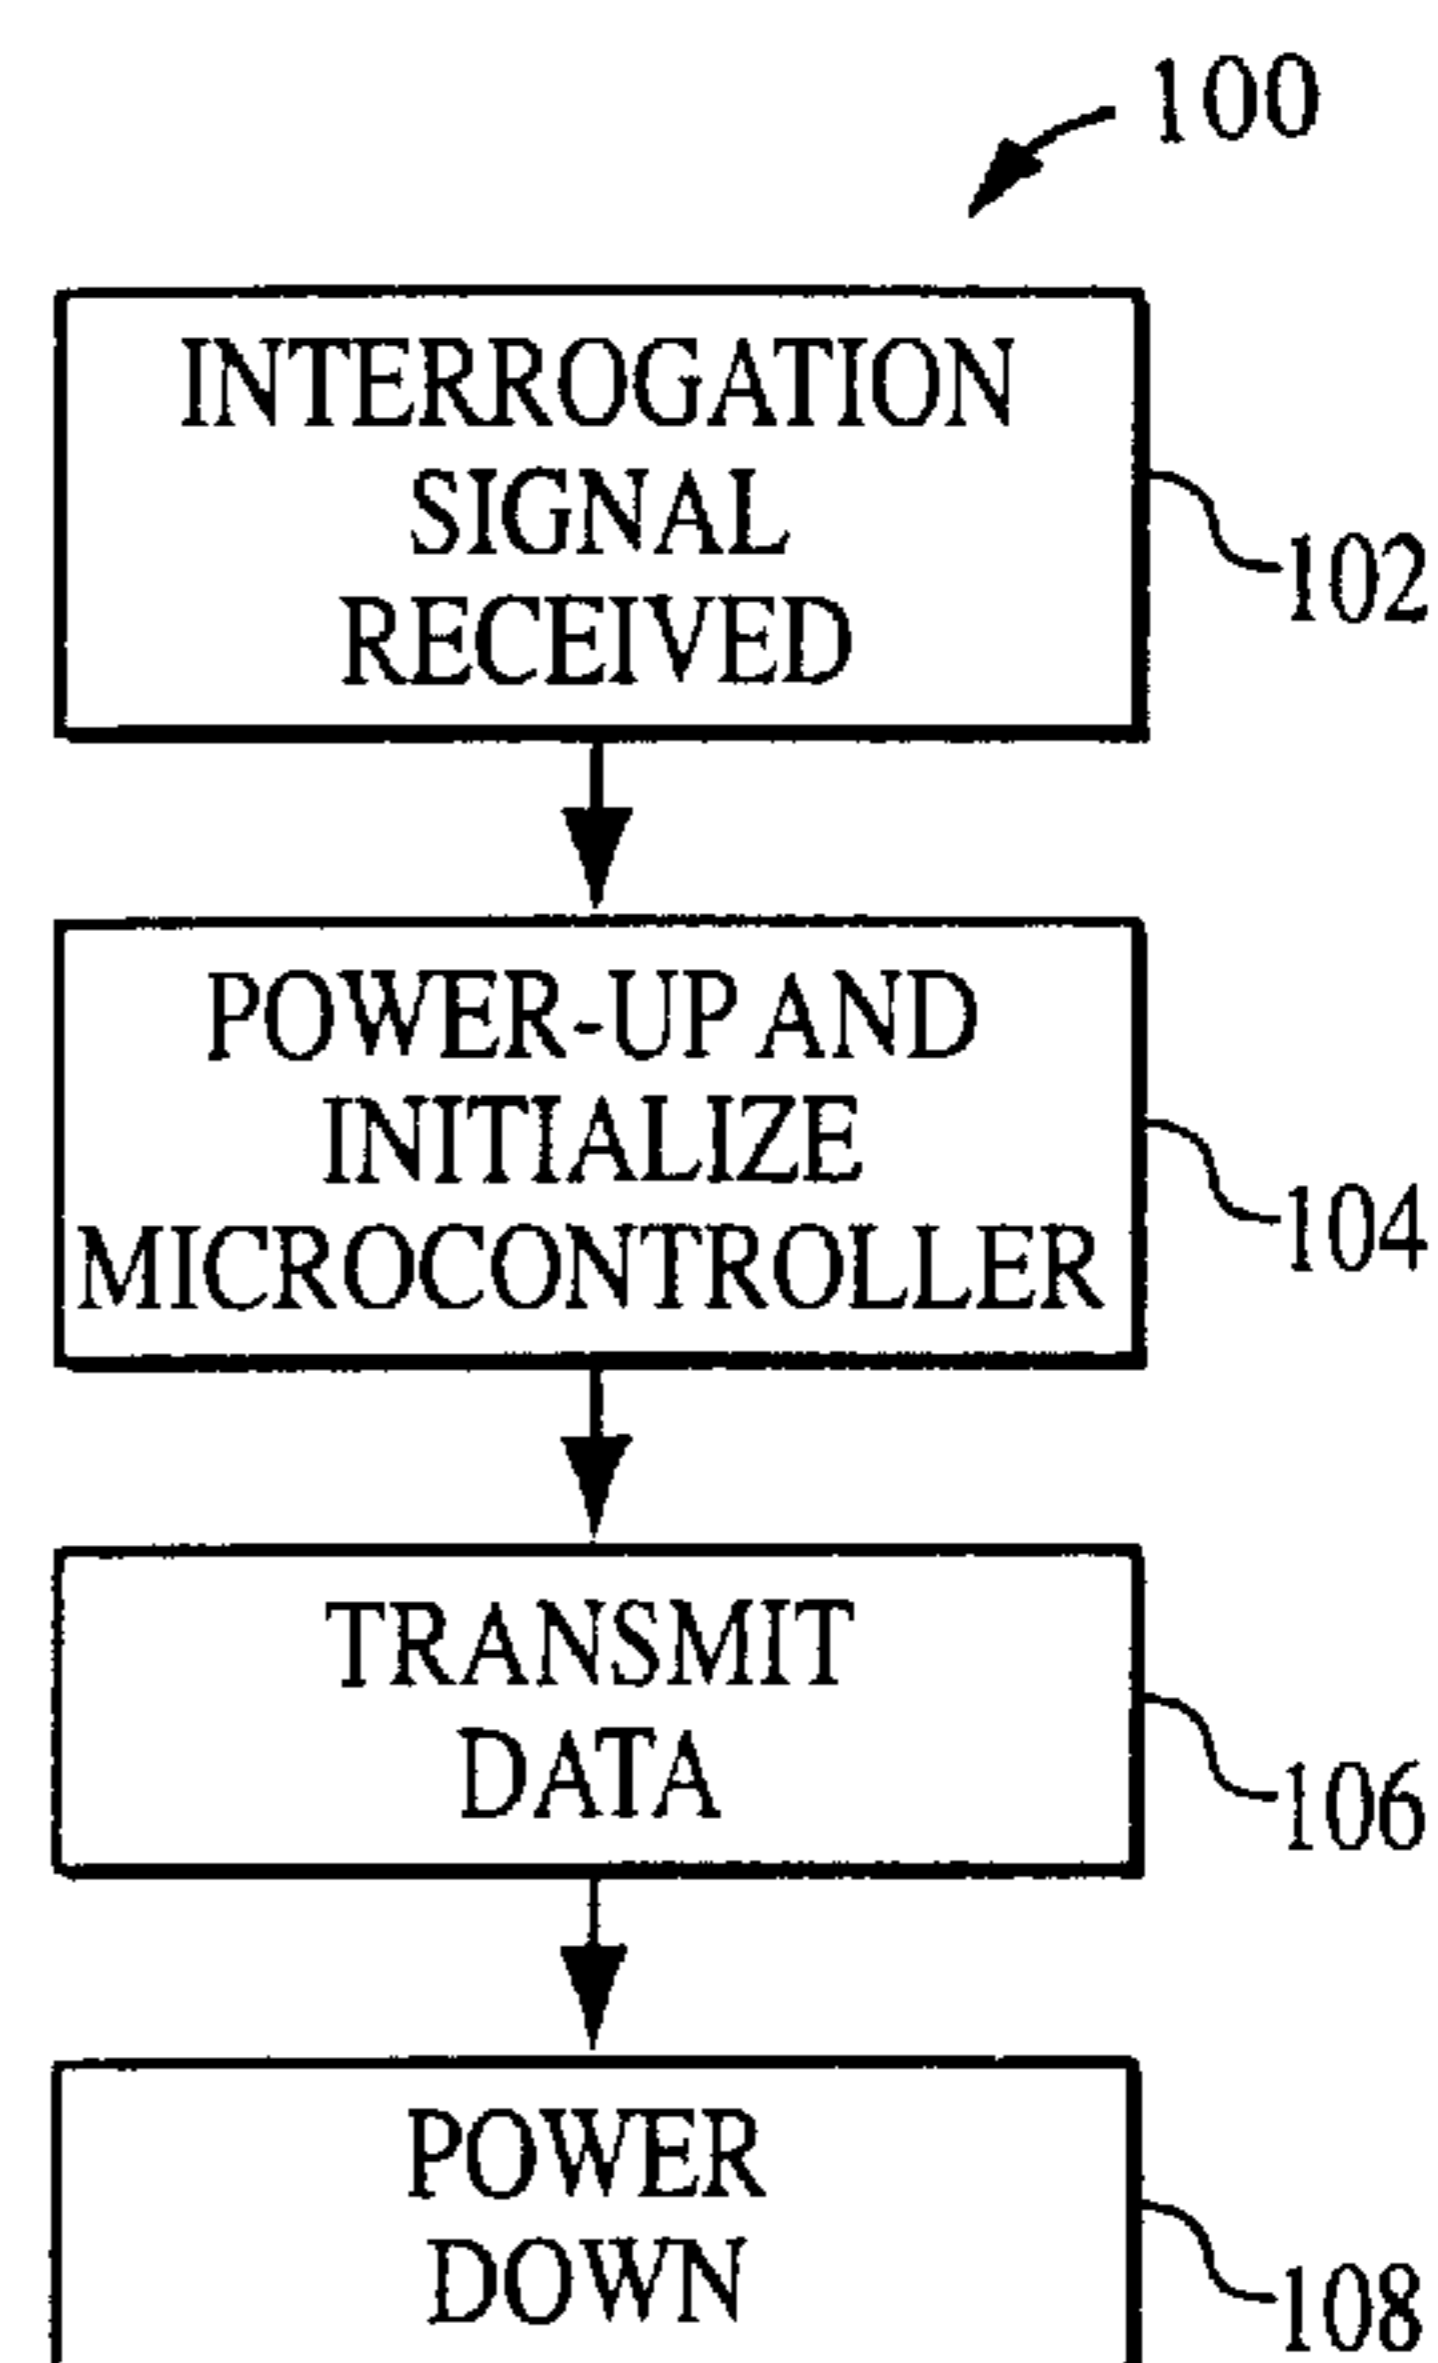 100
INTERROGATION
SIGNAL
RECEIVED
102
POWER-UP AND
INITIALIZE
MICROCONTROLLER
104
TRANSMIT
DATA
106
POWER
DOWN
108